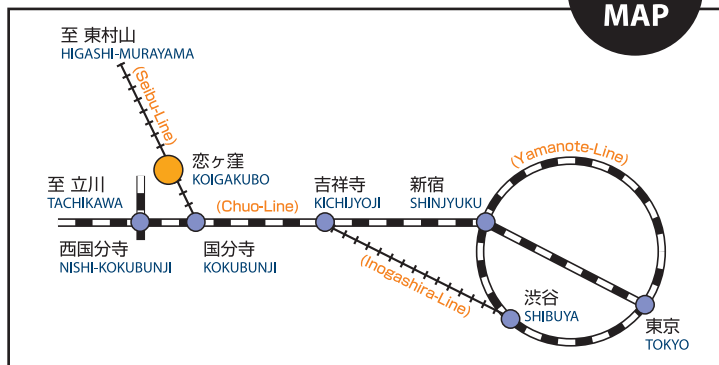 MAP
至 東村山
HIGASHI-MURAYAMA
(Seibu-Line)
恋ヶ窪
KOIGAKUBO
(Yamanote-Line)
至 立川
TACHIKAWA
(Chuo-Line)
吉祥寺
KICHIJYOJI
新宿
SHINJYUKU
西国分寺
NISHI-KOKUBUNJI
国分寺
KOKUBUNJI
(Inogashira-Line)
渋谷
SHIBUYA
東京
TOKYO